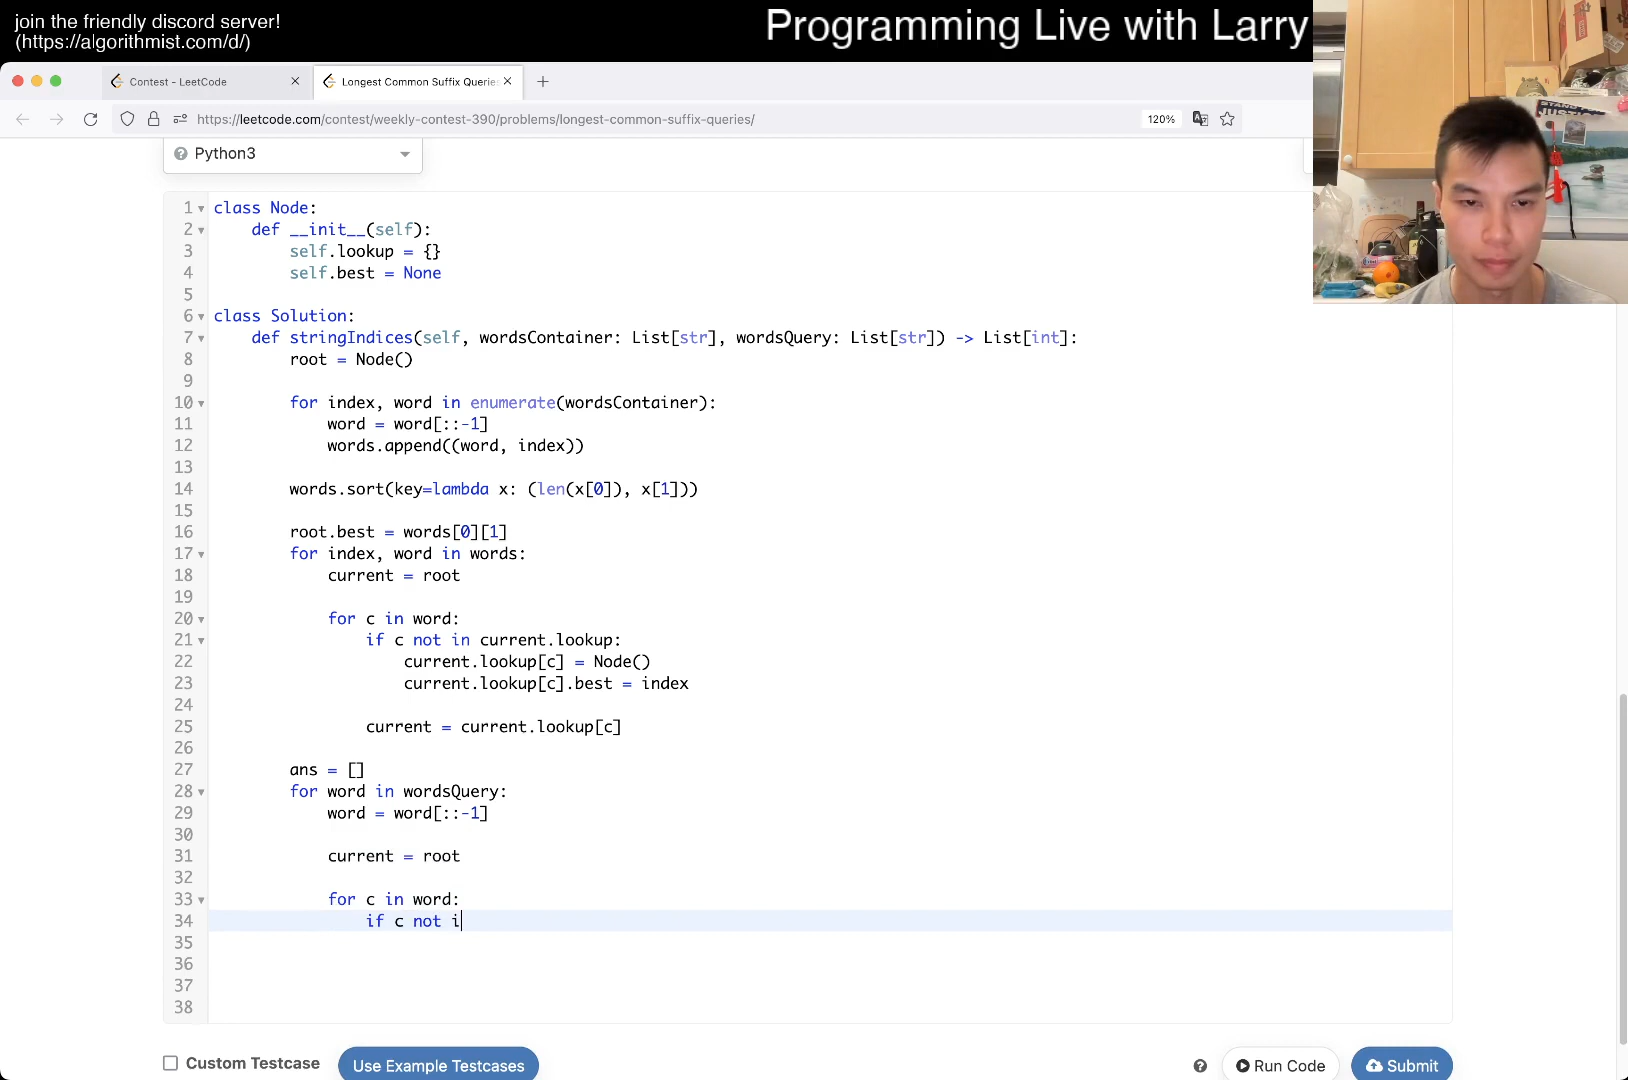 join the friendly discord server!
(https://algorithmist.com/d/)
Programming Live with Larry
Contest - LeetCode
Longest Common Suffix Querie
https://leetcode.com/contest/weekly-contest-390/problems/longest-common-suffix-queries/
120%
Python3
1 class Node:
2 def __init__(self):
3 self.lookup = {}
4 self.best = None
5
6 class Solution:
7 def stringIndices(self, wordsContainer: List[str], wordsQuery: List[str]) -> List[int]:
8 root = Node()
9
10 for index, word in enumerate(wordsContainer):
11 word = word[::-1]
12 words.append((word, index))
13
14 words.sort(key=lambda x: (len(x[0]), x[1]))
15
16 root.best = words[0][1]
17 for index, word in words:
18 current = root
19
20 for c in word:
21 if c not in current.lookup:
22 current.lookup[c] = Node()
23 current.lookup[c].best = index
24
25 current = current.lookup[c]
26
27 ans = []
28 for word in wordsQuery:
29 word = word[::-1]
30
31 current = root
32
33 for c in word:
34 if c not i
35
36
37
38
Custom Testcase
Use Example Testcases
Run Code
Submit